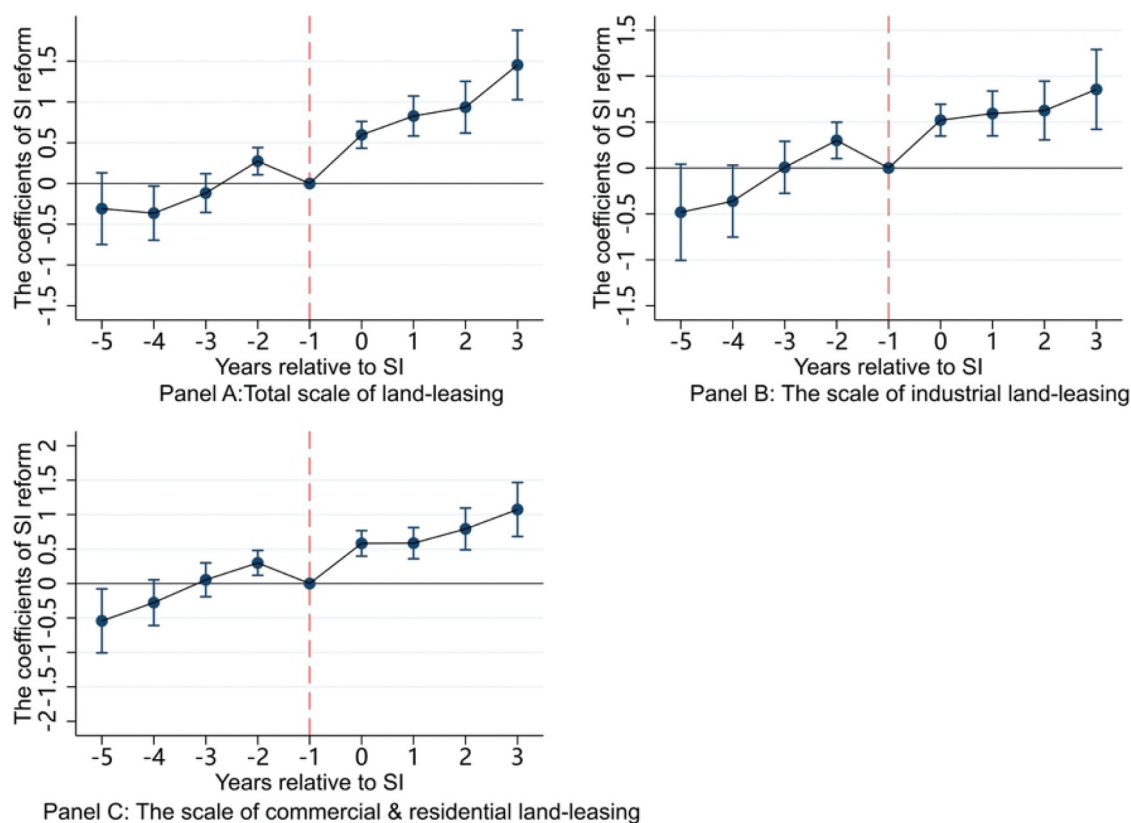 The coefficients of SI reform
1.5
1
0.5
0
-0.5
-1
-1.5
-5 -4 -3 -2 -1 0 1 2 3
Years relative to SI
Panel A:Total scale of land-leasing
The coefficients of SI reform
1.5
1
0.5
0
-0.5
-1
-1.5
-5 -4 -3 -2 -1 0 1 2 3
Years relative to SI
Panel B: The scale of industrial land-leasing
The coefficients of SI reform
2
1.5
1
0.5
0
-0.5
-1
-1.5
-2
-5 -4 -3 -2 -1 0 1 2 3
Years relative to SI
Panel C: The scale of commercial & residential land-leasing